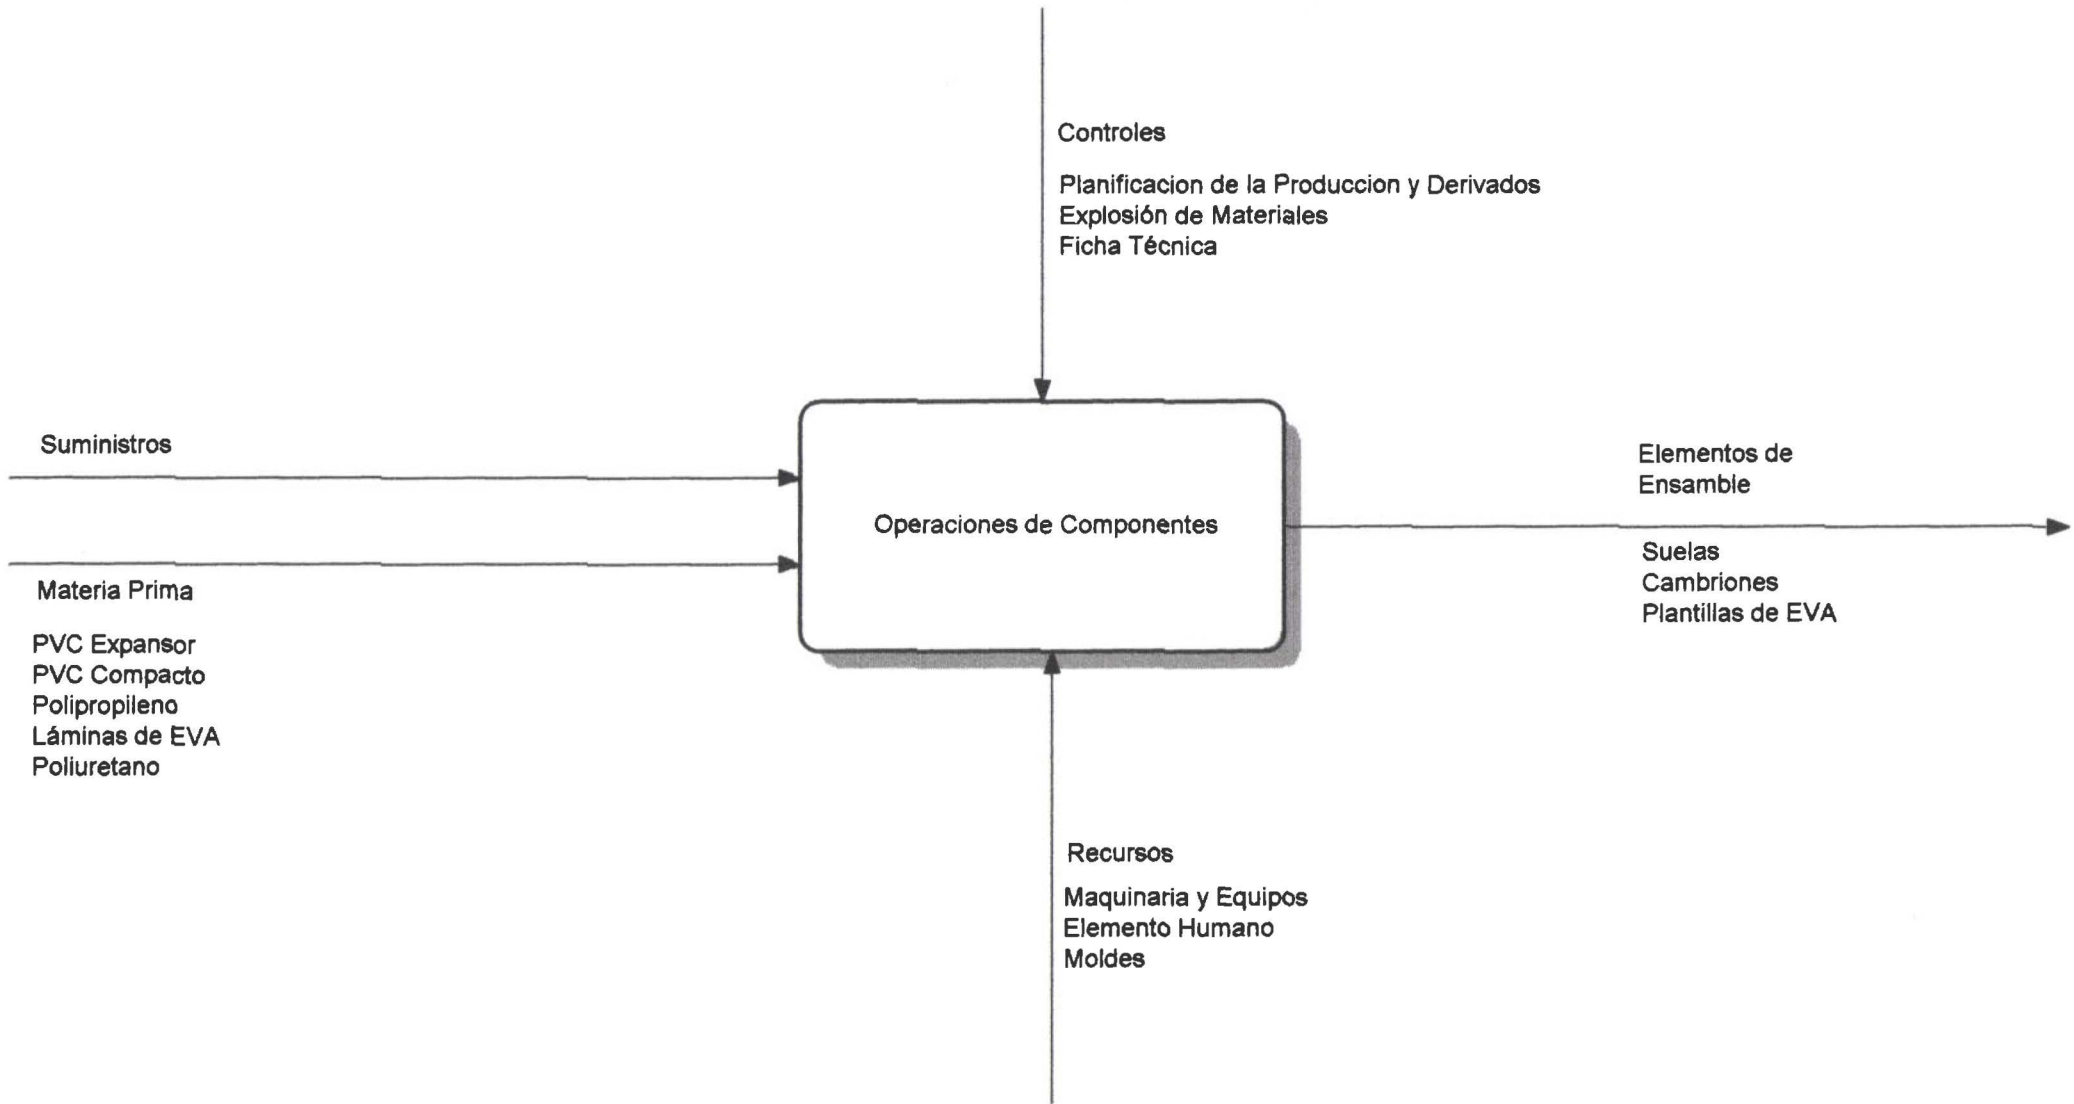 Controles
Planificacion de la Produccion y Derivados
Explosión de Materiales
Ficha Técnica
Suministros
Materia Prima
PVC Expansor
PVC Compacto
Polipropileno
Láminas de EVA
Poliuretano
Operaciones de Componentes
Elementos de
Ensamble
Suelas
Cambriones
Plantillas de EVA
Recursos
Maquinaria y Equipos
Elemento Humano
Moldes